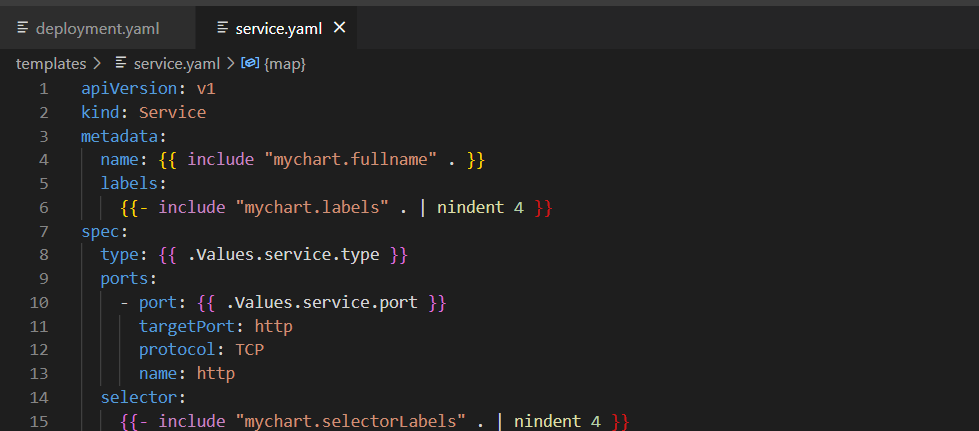 deployment.yaml service.yaml ×
templates > service.yaml > {map}
1 apiVersion: v1
2 kind: Service
3 metadata:
4   name: {{ include "mychart.fullname" . }}
5   labels:
6     {{- include "mychart.labels" . | nindent 4 }}
7 spec:
8   type: {{ .Values.service.type }}
9   ports:
10     - port: {{ .Values.service.port }}
11       targetPort: http
12       protocol: TCP
13       name: http
14   selector:
15     {{- include "mychart.selectorLabels" . | nindent 4 }}